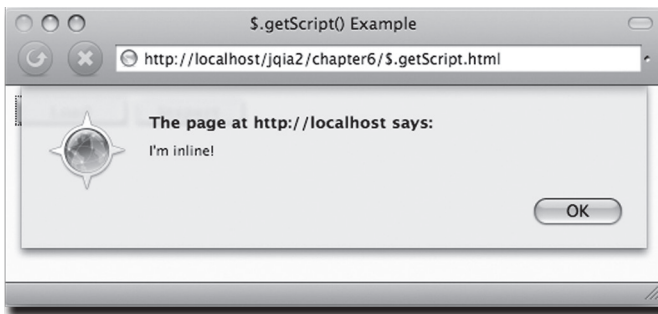 $.getScript() Example
http://localhost/jqia2/chapter6/$.getScript.html
The page at http://localhost says:
I'm inline!
OK